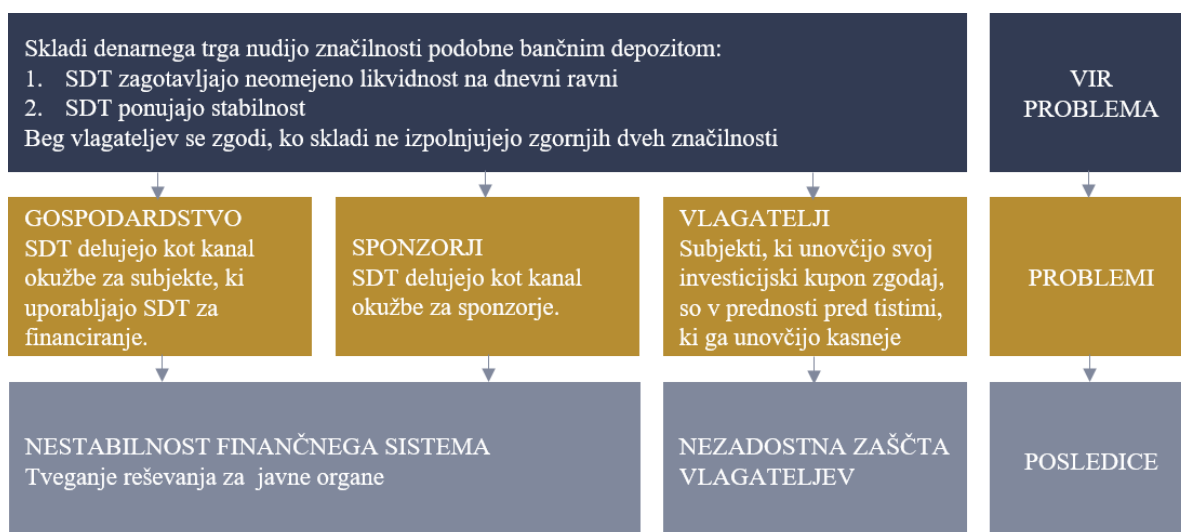 Skladi denarnega trga nudijo značilnosti podobne bančnim depozitom:
1. SDT zagotavljajo neomejeno likvidnost na dnevni ravni
2. SDT ponujajo stabilnost
Beg vlagateljev se zgodi, ko skladi ne izpolnjujejo zgornjih dveh značilnosti
VIR
PROBLEMA
GOSPODARDSTVO
SDT delujejo kot kanal
okužbe za subjekte, ki
uporabljajo SDT za
financiranje.
SPONZORJI
SDT delujejo kot kanal
okužbe za sponzorje.
VLAGATELJI
Subjekti, ki unovčijo svoj
investicijski kupon zgodaj,
so v prednosti pred tistimi,
ki ga unovčijo kasneje
PROBLEMI
NESTABILNOST FINANČNEGA SISTEMA
Tveganje reševanja za javne organe
NEZADOSTNA ZAŠČTA
VLAGATELJEV
POSLEDICE